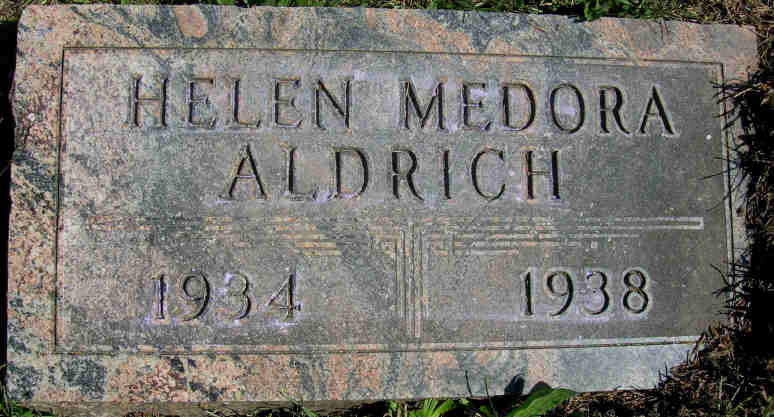 HELEN MEDORA
ALDRICH
1934 1938